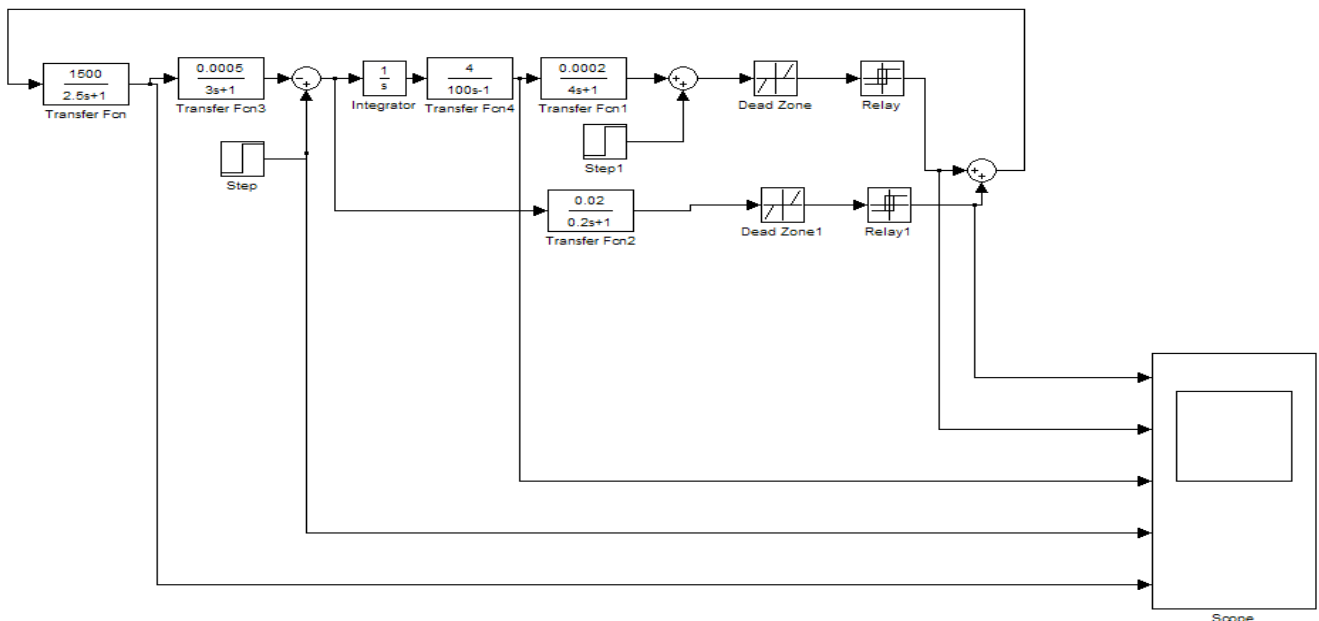 1500
2.5s+1
Transfer Fcn
0.0005
3s+1
Transfer Fcn3
1
s
Integrator
4
100s-1
Transfer Fcn4
0.0002
4s+1
Transfer Fcn1
Dead Zone
Relay
Step1
Step
0.02
0.2s+1
Transfer Fcn2
Dead Zone1
Relay1
Scope